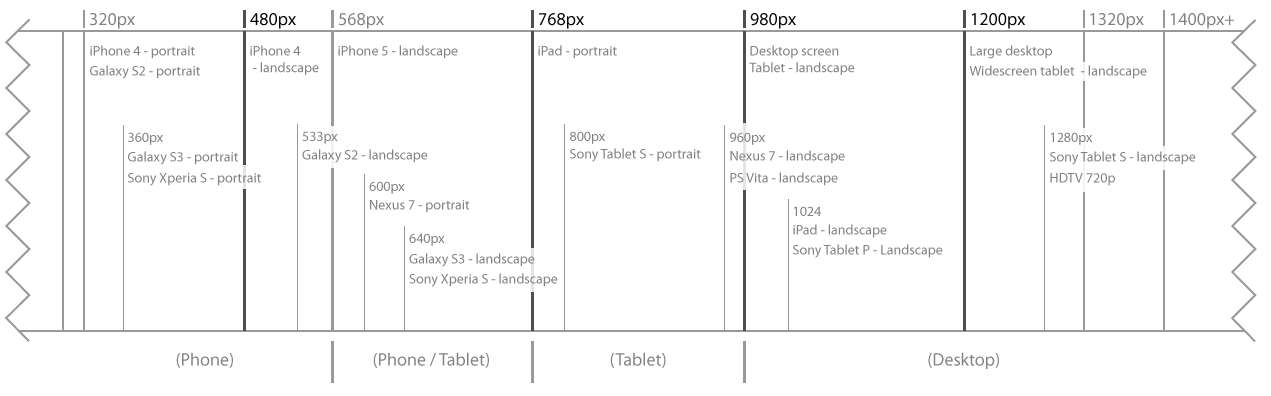 320px
480px
568px
768px
980px
1200px
1320px
1400px+
iPhone 4 - portrait
Galaxy S2 - portrait
iPhone 4
- landscape
iPhone 5 - landscape
iPad - portrait
Desktop screen
Tablet - landscape
Large desktop
Widescreen tablet - landscape
360px
Galaxy S3 - portrait
Sony Xperia S - portrait
533px
Galaxy S2 - landscape
600px
Nexus 7 - portrait
640px
Galaxy S3 - landscape
Sony Xperia S - landscape
800px
Sony Tablet S - portrait
960px
Nexus 7 - landscape
PS Vita - landscape
1024
iPad - landscape
Sony Tablet P - Landscape
1280px
Sony Tablet S - landscape
HDTV 720p
(Phone)
(Phone / Tablet)
(Tablet)
(Desktop)